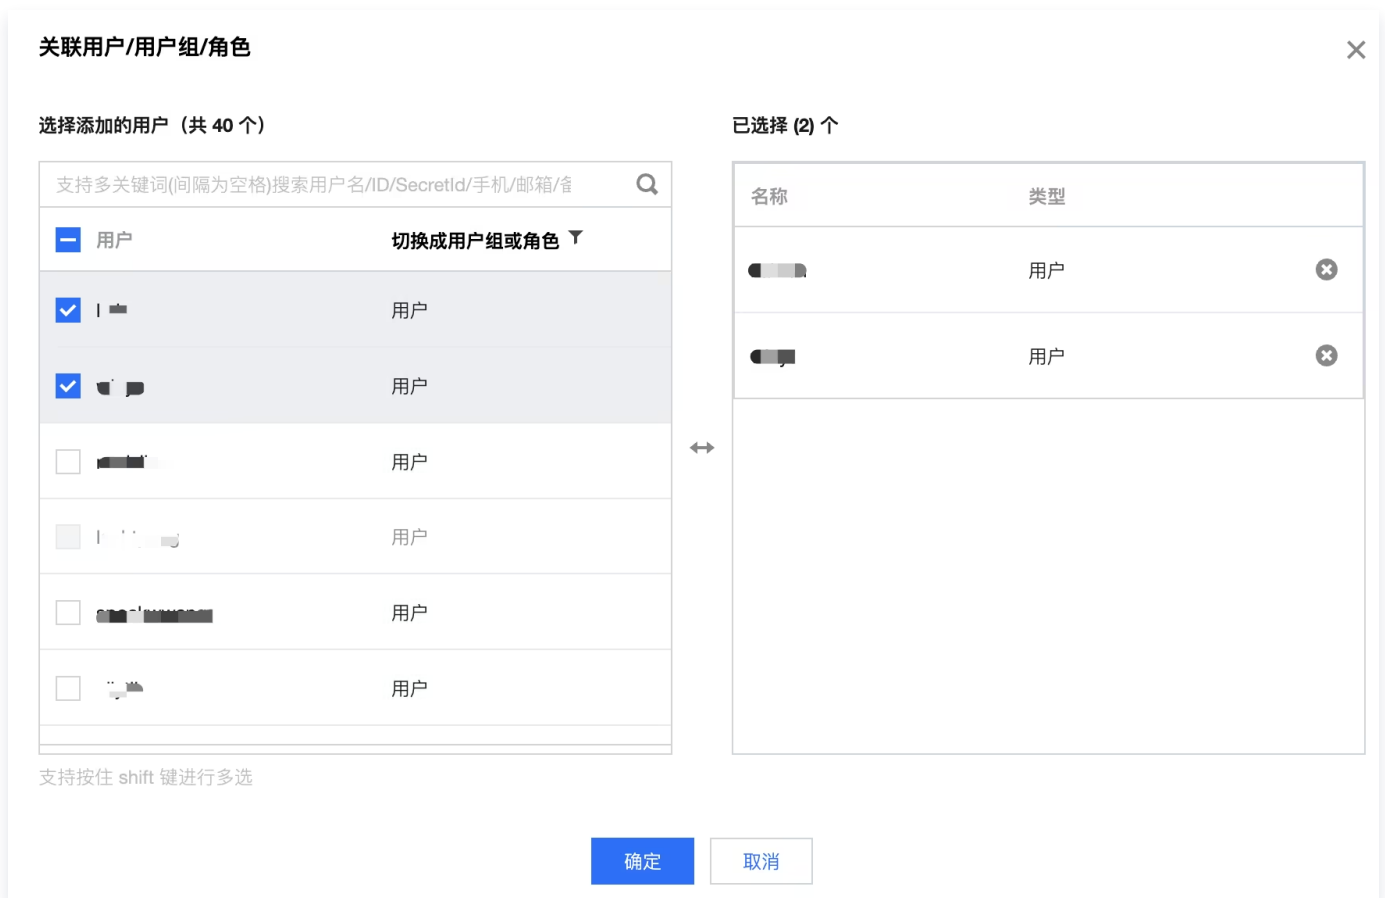 关联用户/用户组/角色
选择添加的用户（共 40 个）
支持多关键词(间隔为空格)搜索用户名/ID/SecretId/手机/邮箱/备
用户 切换成用户组或角色
用户
用户
用户
用户
用户
用户
支持按住 shift 键进行多选
已选择 (2) 个
名称 类型
用户
用户
确定 取消